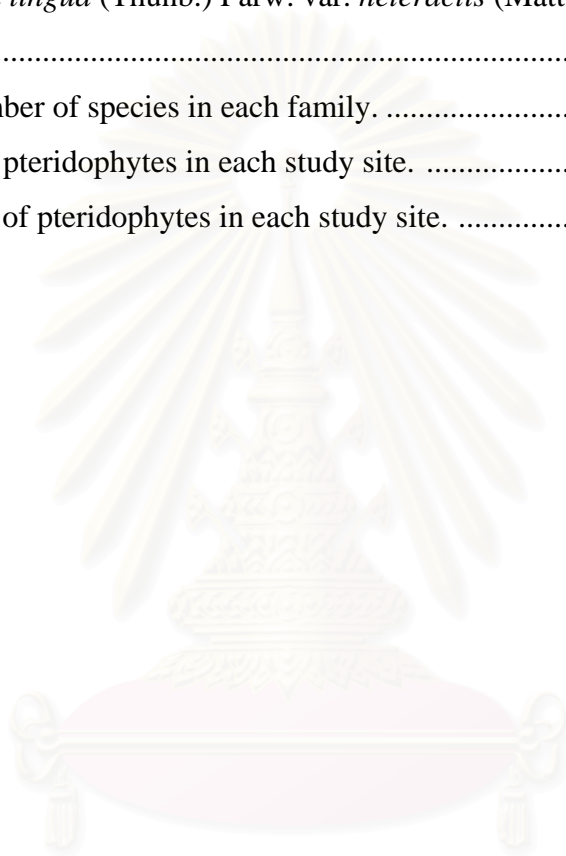 lingua (Thunb.) Farw. var. heteractis (Matt
..........................................................................
ber of species in each family. .......................
pteridophytes in each study site. ..................
of pteridophytes in each study site. ..............